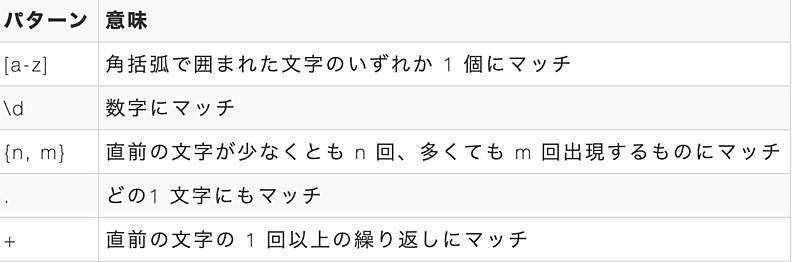 パターン 意味
[a-z] 角括弧で囲まれた文字のいずれか 1 個にマッチ
\d 数字にマッチ
{n, m} 直前の文字が少なくとも n 回、多くても m 回出現するものにマッチ
. どの1 文字にもマッチ
+ 直前の文字の 1 回以上の繰り返しにマッチ